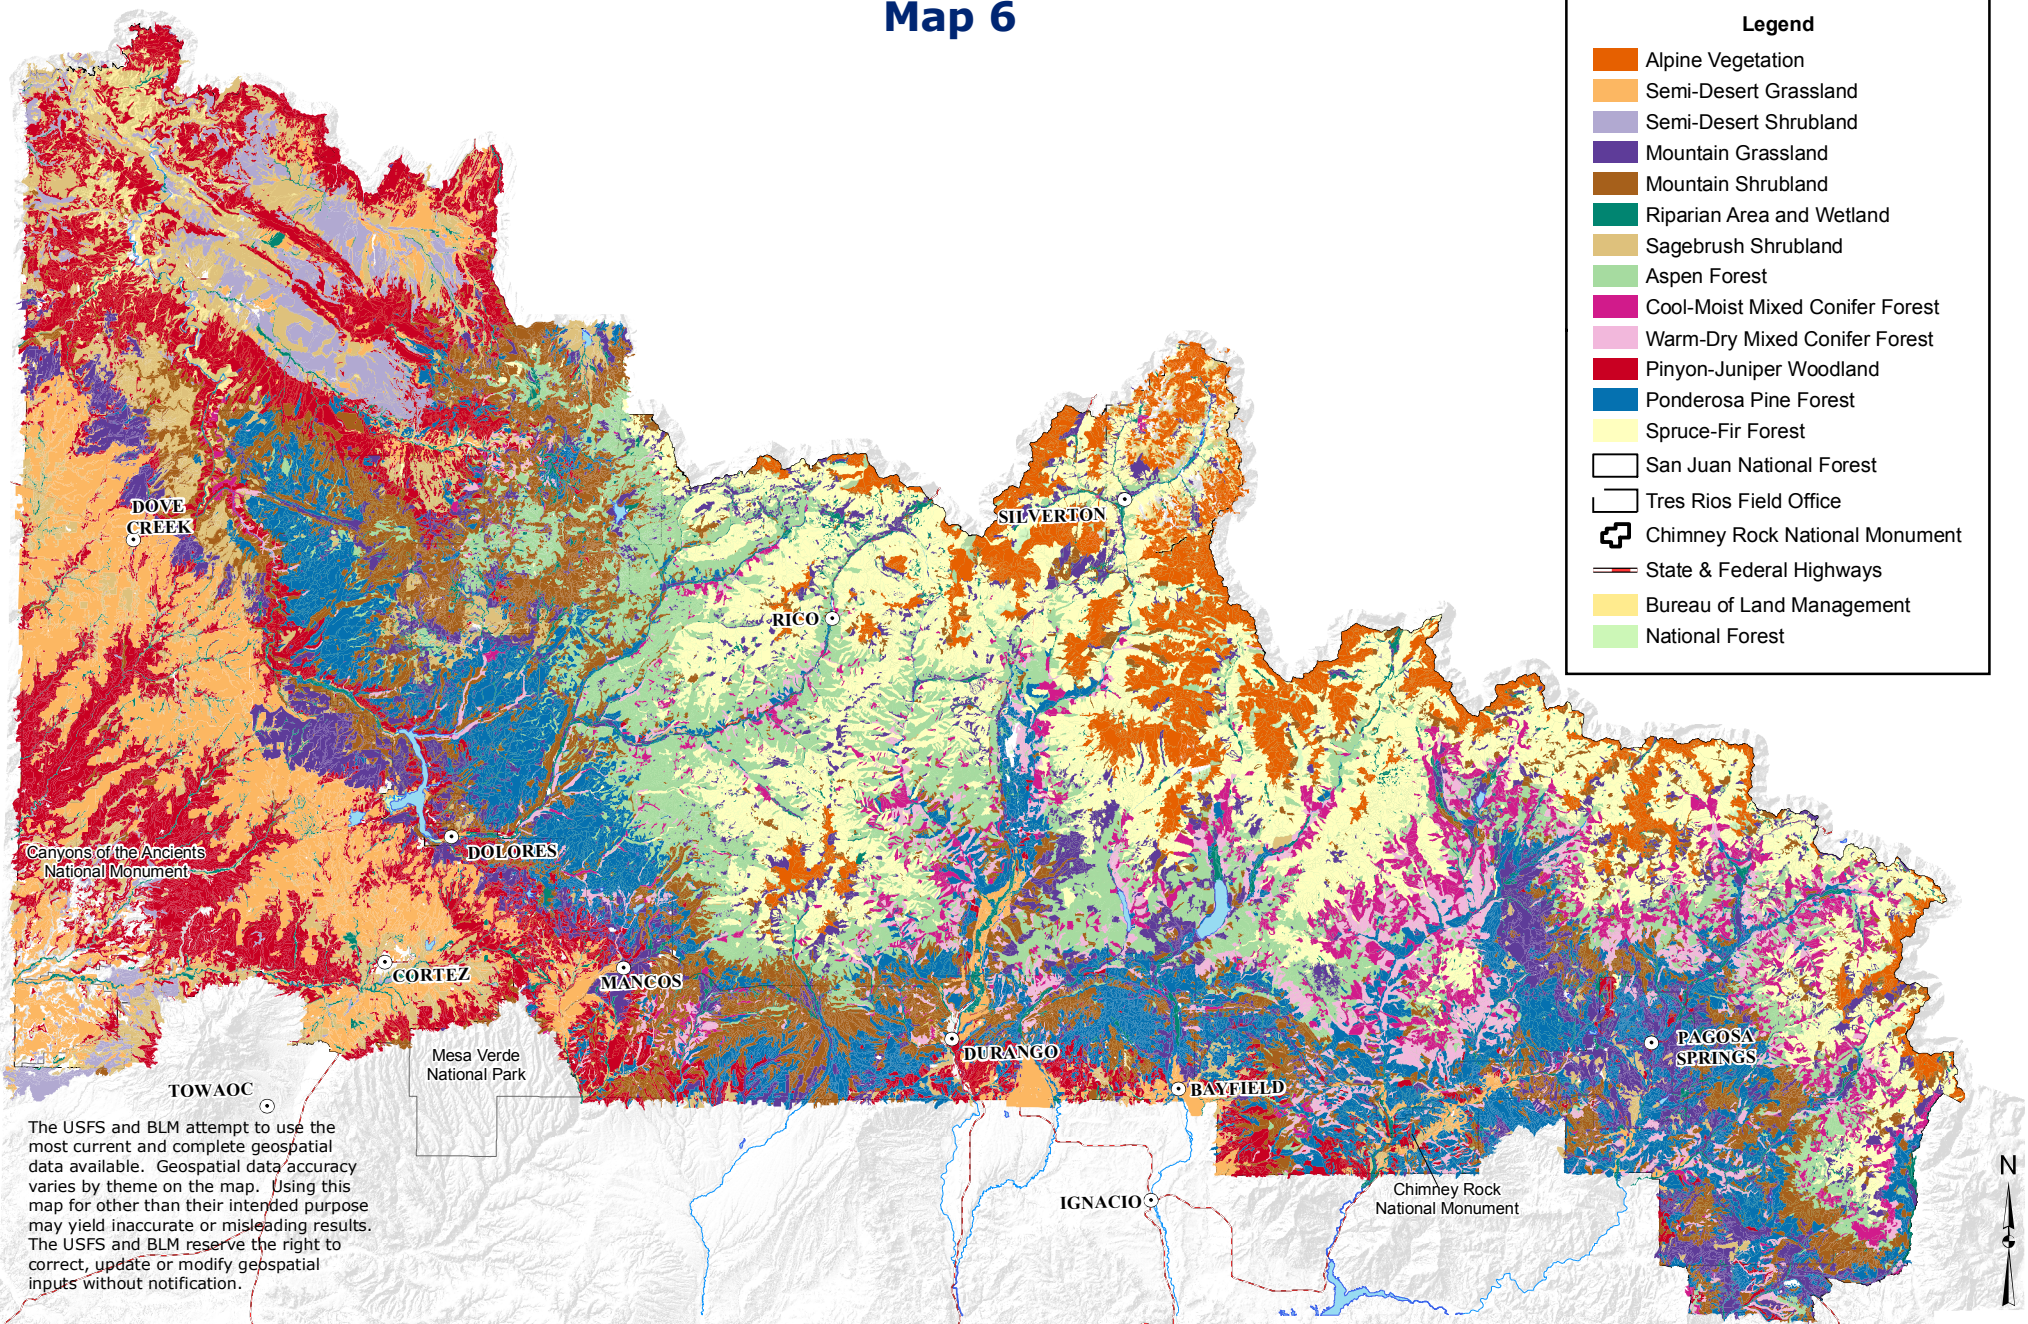 Map 6
Legend
Alpine Vegetation
Semi-Desert Grassland
Semi-Desert Shrubland
Mountain Grassland
Mountain Shrubland
Riparian Area and Wetland
Sagebrush Shrubland
Aspen Forest
Cool-Moist Mixed Conifer Forest
Warm-Dry Mixed Conifer Forest
Pinyon-Juniper Woodland
Ponderosa Pine Forest
Spruce-Fir Forest
San Juan National Forest
Tres Rios Field Office
Chimney Rock National Monument
State & Federal Highways
Bureau of Land Management
National Forest
DOVE
CREEK
SILVERTON
RICO
DOLORES
Canyons of the Ancients
National Monument
CORTEZ
MANCOS
DURANGO
PAGOSA
SPRINGS
Mesa Verde
National Park
TOWAOC
BAYFIELD
IGNACIO
Chimney Rock
National Monument
N
The USFS and BLM attempt to use the
most current and complete geospatial
data available.  Geospatial data accuracy
varies by theme on the map.  Using this
map for other than their intended purpose
may yield inaccurate or misleading results.
The USFS and BLM reserve the right to
correct, update or modify geospatial
inputs without notification.